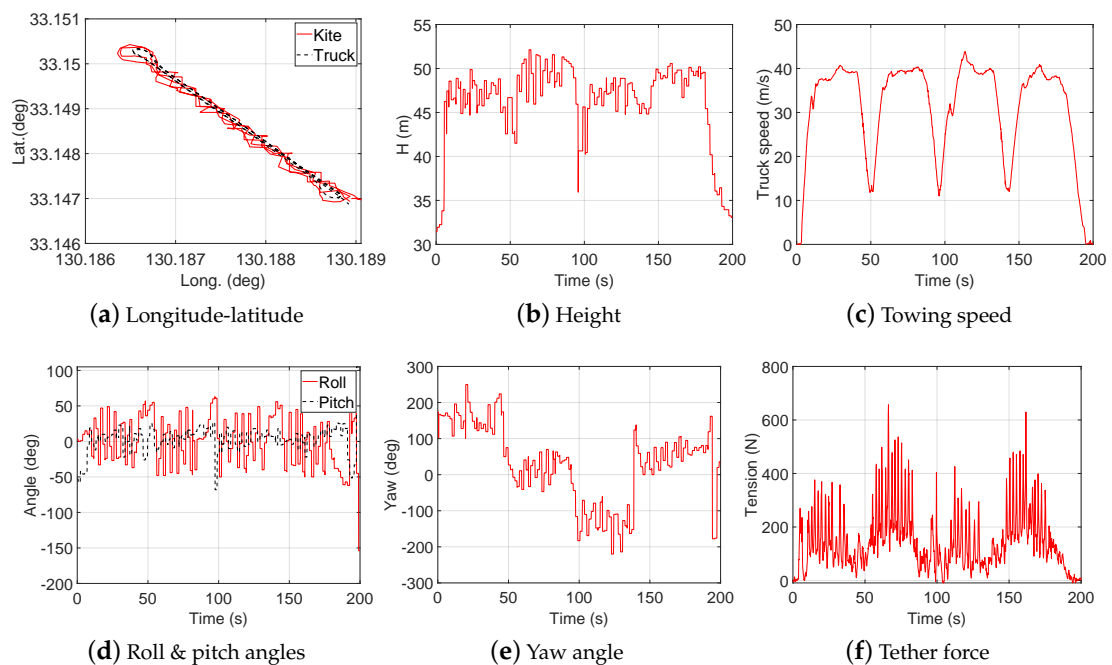 33.151
33.15
33.149
33.148
33.147
33.146
Lat.(deg)
Kite
Truck
130.186 130.187 130.188 130.189
Long. (deg)
(a) Longitude-latitude
55
50
45
40
35
30
H (m)
0 50 100 150 200
Time (s)
(b) Height
50
40
30
20
10
0
Truck speed (m/s)
0 50 100 150 200
Time (s)
(c) Towing speed
100
50
0
-50
-100
-150
-200
Angle (deg)
Roll
Pitch
0 50 100 150 200
Time (s)
(d) Roll & pitch angles
300
200
100
0
-100
-200
-300
Yaw (deg)
0 50 100 150 200
Time (s)
(e) Yaw angle
800
600
400
200
0
Tension (N)
0 50 100 150 200
Time (s)
(f) Tether force